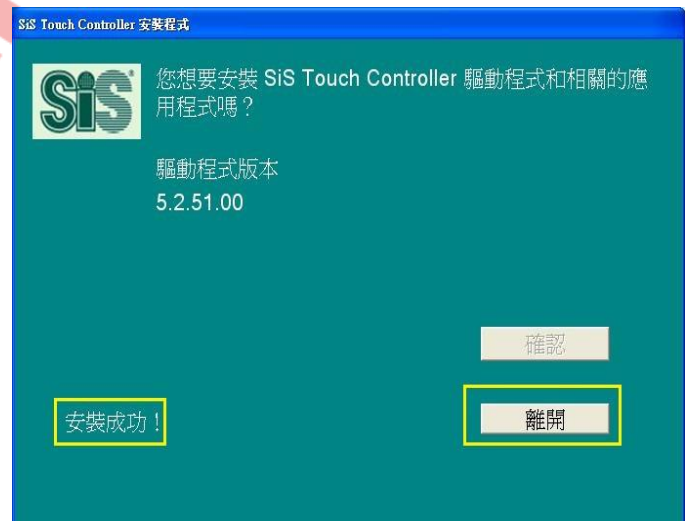 SiS Touch Controller 安裝程式
SiS
您想要安裝 SiS Touch Controller 驅動程式和相關的應
用程式嗎？
驅動程式版本
5.2.51.00
確認
安裝成功！
離開